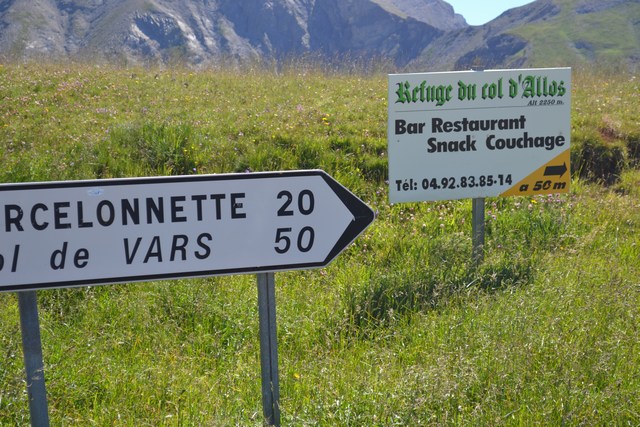 RCELONNETTE 20
ol de VARS 50
Refuge du col d'Allos
Alt 2250 m.
Bar Restaurant
Snack Couchage
Tél: 04.92.83.85-14
a 50 m